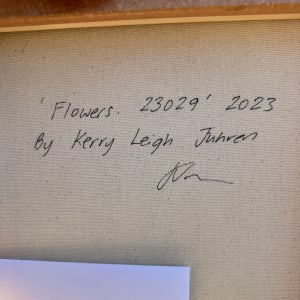 'Flowers. 23029' 2023
By Kerry Leigh Juhren